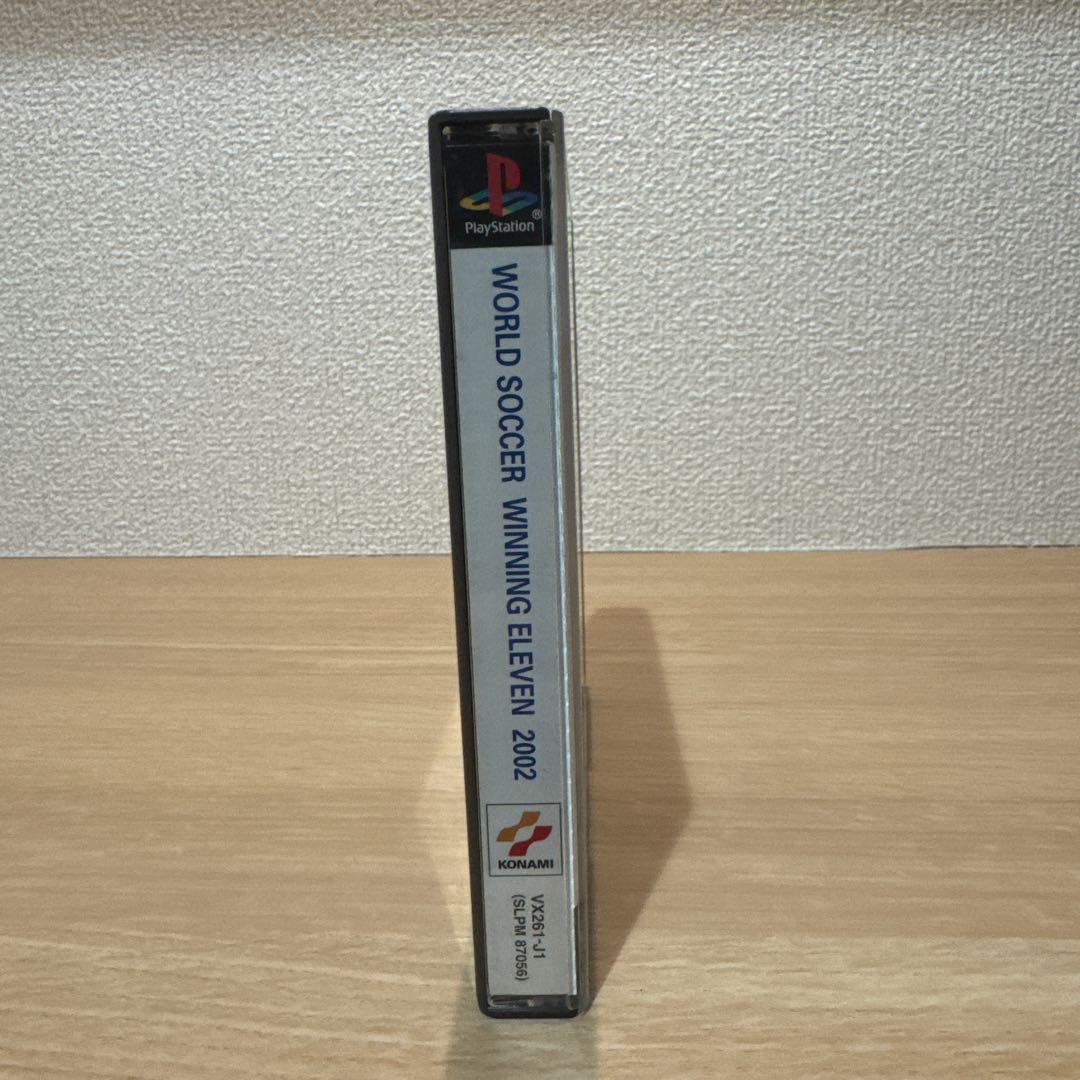 PlayStation®
WORLD SOCCER WINNING ELEVEN 2002
KONAMI
VX261-J1
(SLPM 87056)